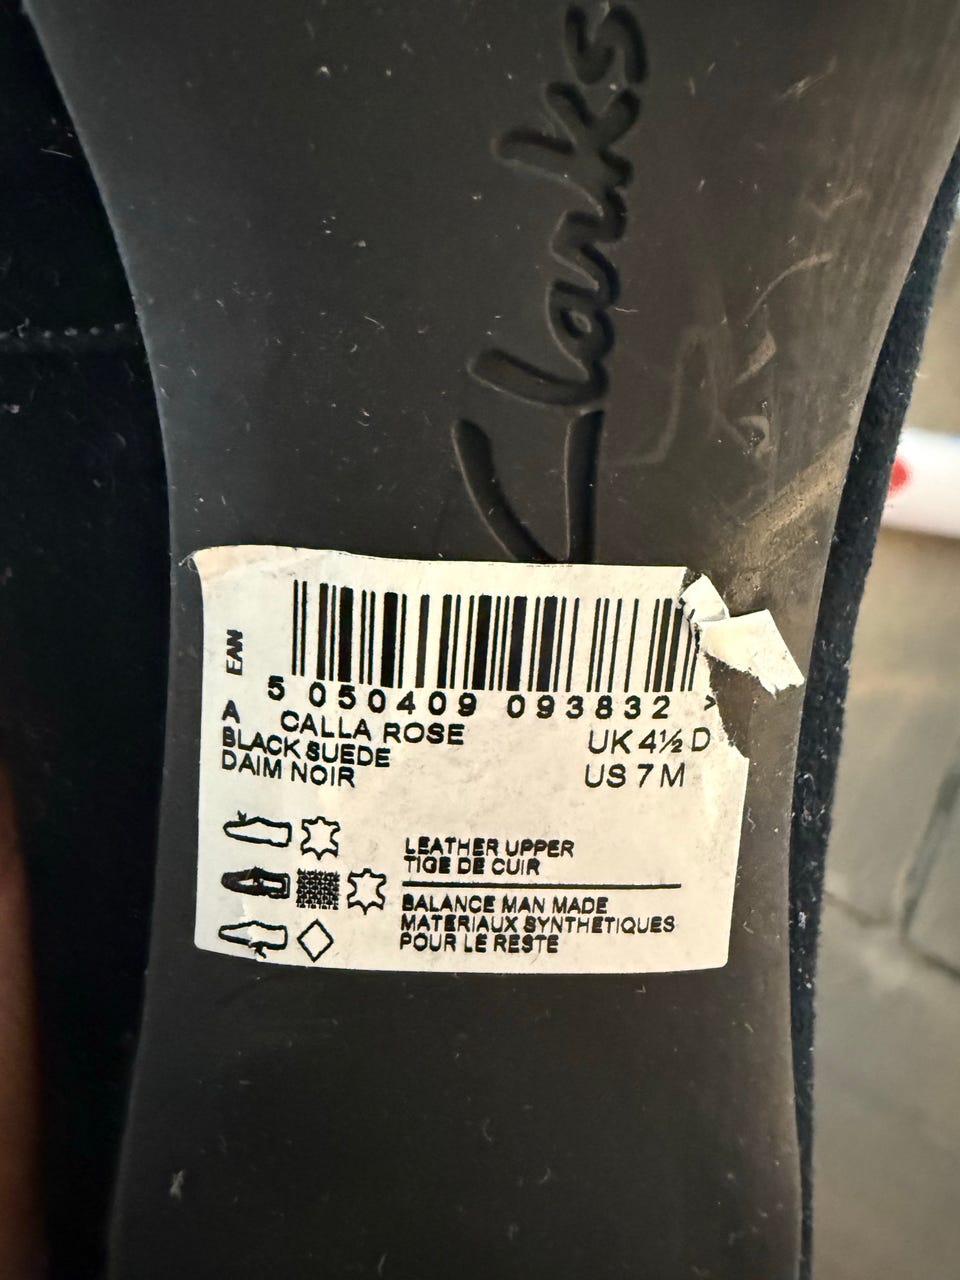 Clarks
EAN
5 050409 093832 >
A CALLA ROSE
BLACK SUEDE
DAIM NOIR
UK 4½ D
US 7 M
LEATHER UPPER
TIGE DE CUIR
BALANCE MAN MADE
MATERIAUX SYNTHETIQUES
POUR LE RESTE